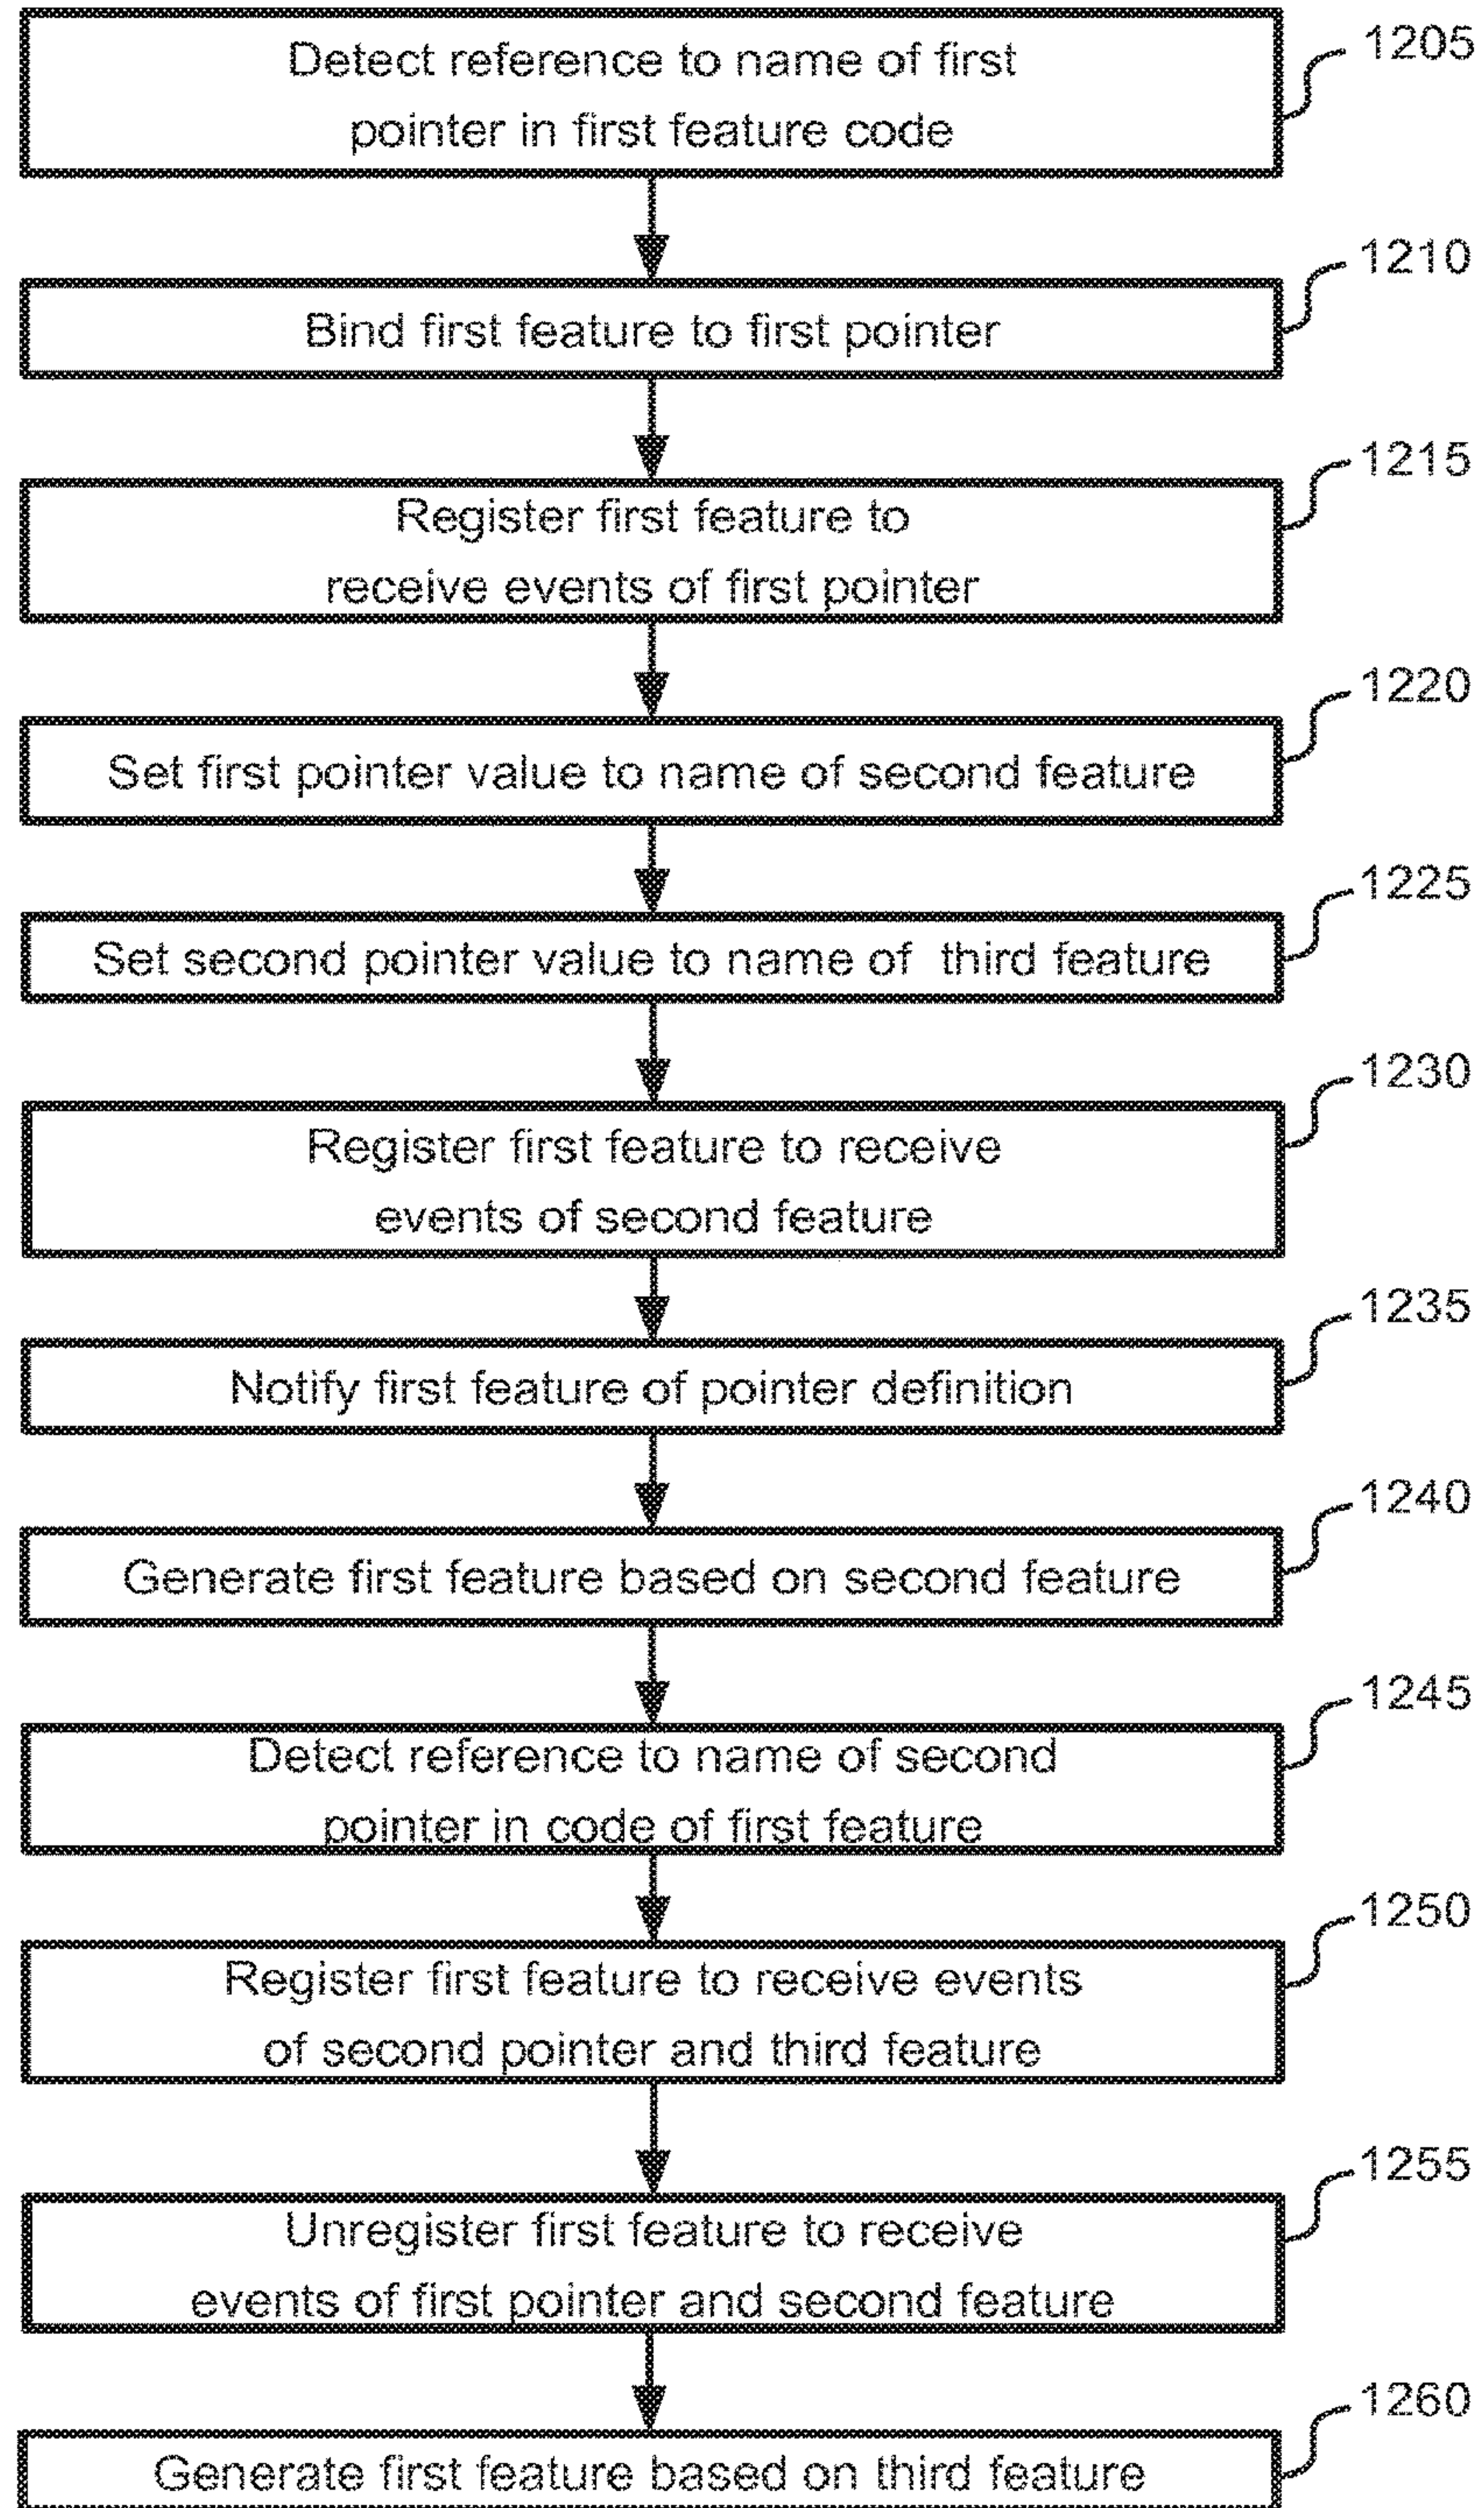 Detect reference to name of first
pointer in first feature code
1205
Bind first feature to first pointer
1210
Register first feature to
receive events of first pointer
1215
Set first pointer value to name of second feature
1220
Set second pointer value to name of third feature
1225
Register first feature to receive
events of second feature
1230
Notify first feature of pointer definition
1235
Generate first feature based on second feature
1240
Detect reference to name of second
pointer in code of first feature
1245
Register first feature to receive events
of second pointer and third feature
1250
Unregister first feature to receive
events of first pointer and second feature
1255
Generate first feature based on third feature
1260